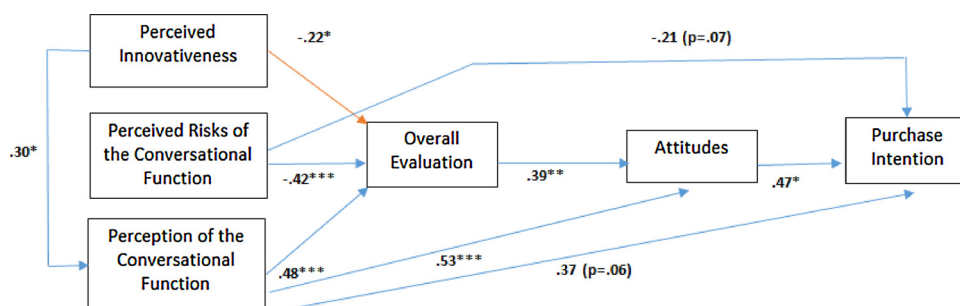 Perceived
Innovativeness
-.22*
-.21 (p=.07)
.30*
Perceived Risks of
the Conversational
Function
-.42***
Overall
Evaluation
.39**
Attitudes
.47*
Purchase
Intention
Perception of the
Conversational
Function
.48***
.53***
.37 (p=.06)